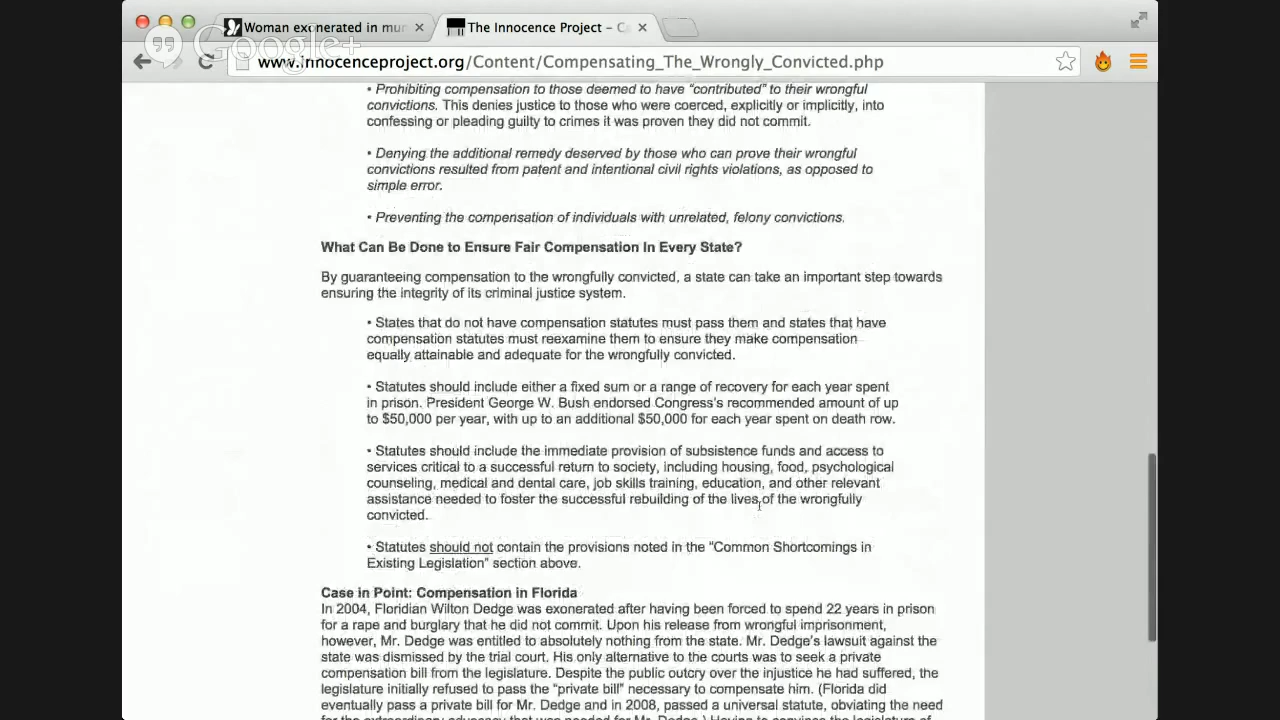 Woman exonerated in mur
The Innocence Project – C
Google+
www.innocenceproject.org/Content/Compensating_The_Wrongly_Convicted.php
• Prohibiting compensation to those deemed to have “contributed” to their wrongful
convictions. This denies justice to those who were coerced, explicitly or implicitly, into
confessing or pleading guilty to crimes it was proven they did not commit.
• Denying the additional remedy deserved by those who can prove their wrongful
convictions resulted from patent and intentional civil rights violations, as opposed to
simple error.
• Preventing the compensation of individuals with unrelated, felony convictions.
What Can Be Done to Ensure Fair Compensation In Every State?
By guaranteeing compensation to the wrongfully convicted, a state can take an important step towards
ensuring the integrity of its criminal justice system.
• States that do not have compensation statutes must pass them and states that have
compensation statutes must reexamine them to ensure they make compensation
equally attainable and adequate for the wrongfully convicted.
• Statutes should include either a fixed sum or a range of recovery for each year spent
in prison. President George W. Bush endorsed Congress’s recommended amount of up
to $50,000 per year, with up to an additional $50,000 for each year spent on death row.
• Statutes should include the immediate provision of subsistence funds and access to
services critical to a successful return to society, including housing, food, psychological
counseling, medical and dental care, job skills training, education, and other relevant
assistance needed to foster the successful rebuilding of the lives of the wrongfully
convicted.
• Statutes should not contain the provisions noted in the “Common Shortcomings in
Existing Legislation” section above.
Case in Point: Compensation in Florida
In 2004, Floridian Wilton Dedge was exonerated after having been forced to spend 22 years in prison
for a rape and burglary that he did not commit. Upon his release from wrongful imprisonment,
however, Mr. Dedge was entitled to absolutely nothing from the state. Mr. Dedge’s lawsuit against the
state was dismissed by the trial court. His only alternative to the courts was to seek a private
compensation bill from the legislature. Despite the public outcry over the injustice he had suffered, the
legislature initially refused to pass the “private bill” necessary to compensate him. (Florida did
eventually pass a private bill for Mr. Dedge and in 2008, passed a universal statute, obviating the need
for the extraordinary advocacy that was needed for Mr. Dedge.) Having to convince the legislature of